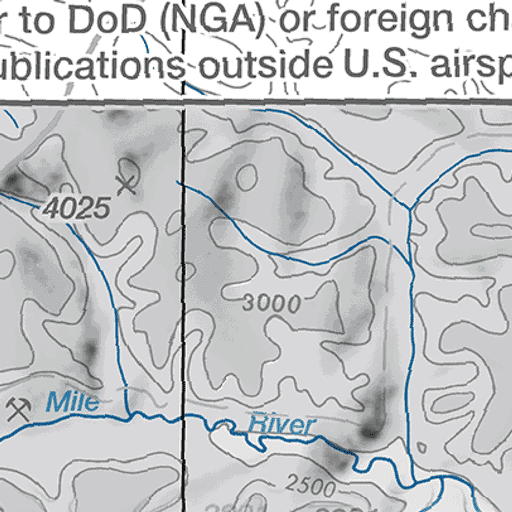 r to DoD (NGA) or foreign ch
ublications outside U.S. airsp
4025
3000
Mile
River
2500